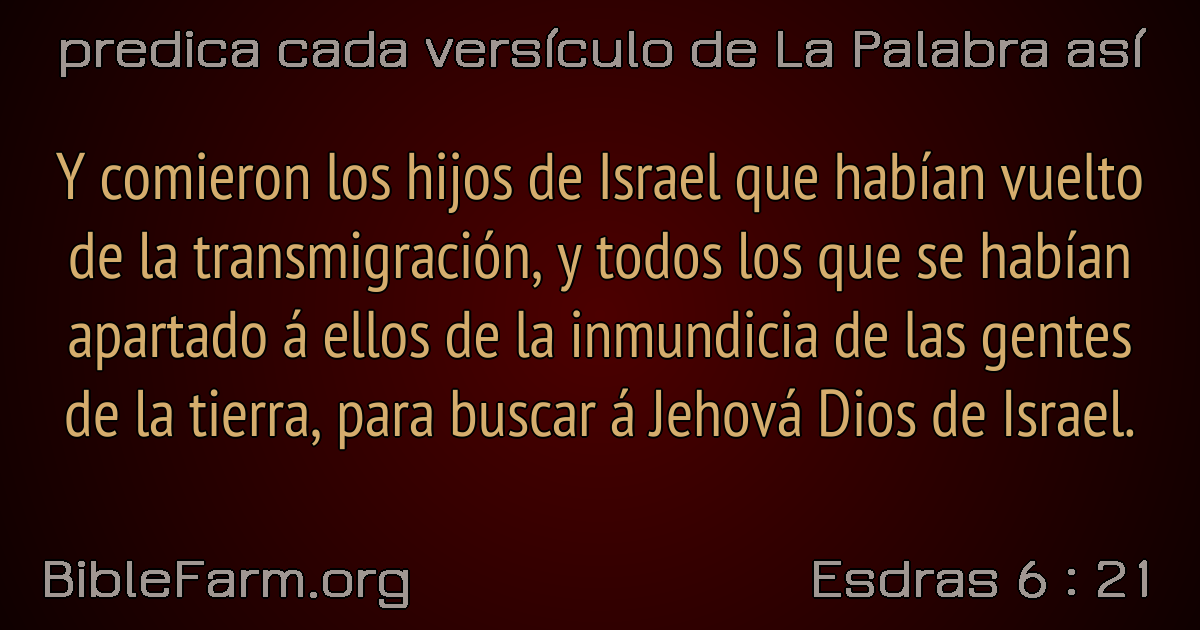 predica cada versículo de La Palabra así
Y comieron los hijos de Israel que habían vuelto
de la transmigración, y todos los que se habían
apartado á ellos de la inmundicia de las gentes
de la tierra, para buscar á Jehová Dios de Israel.
BibleFarm.org
Esdras 6 : 21